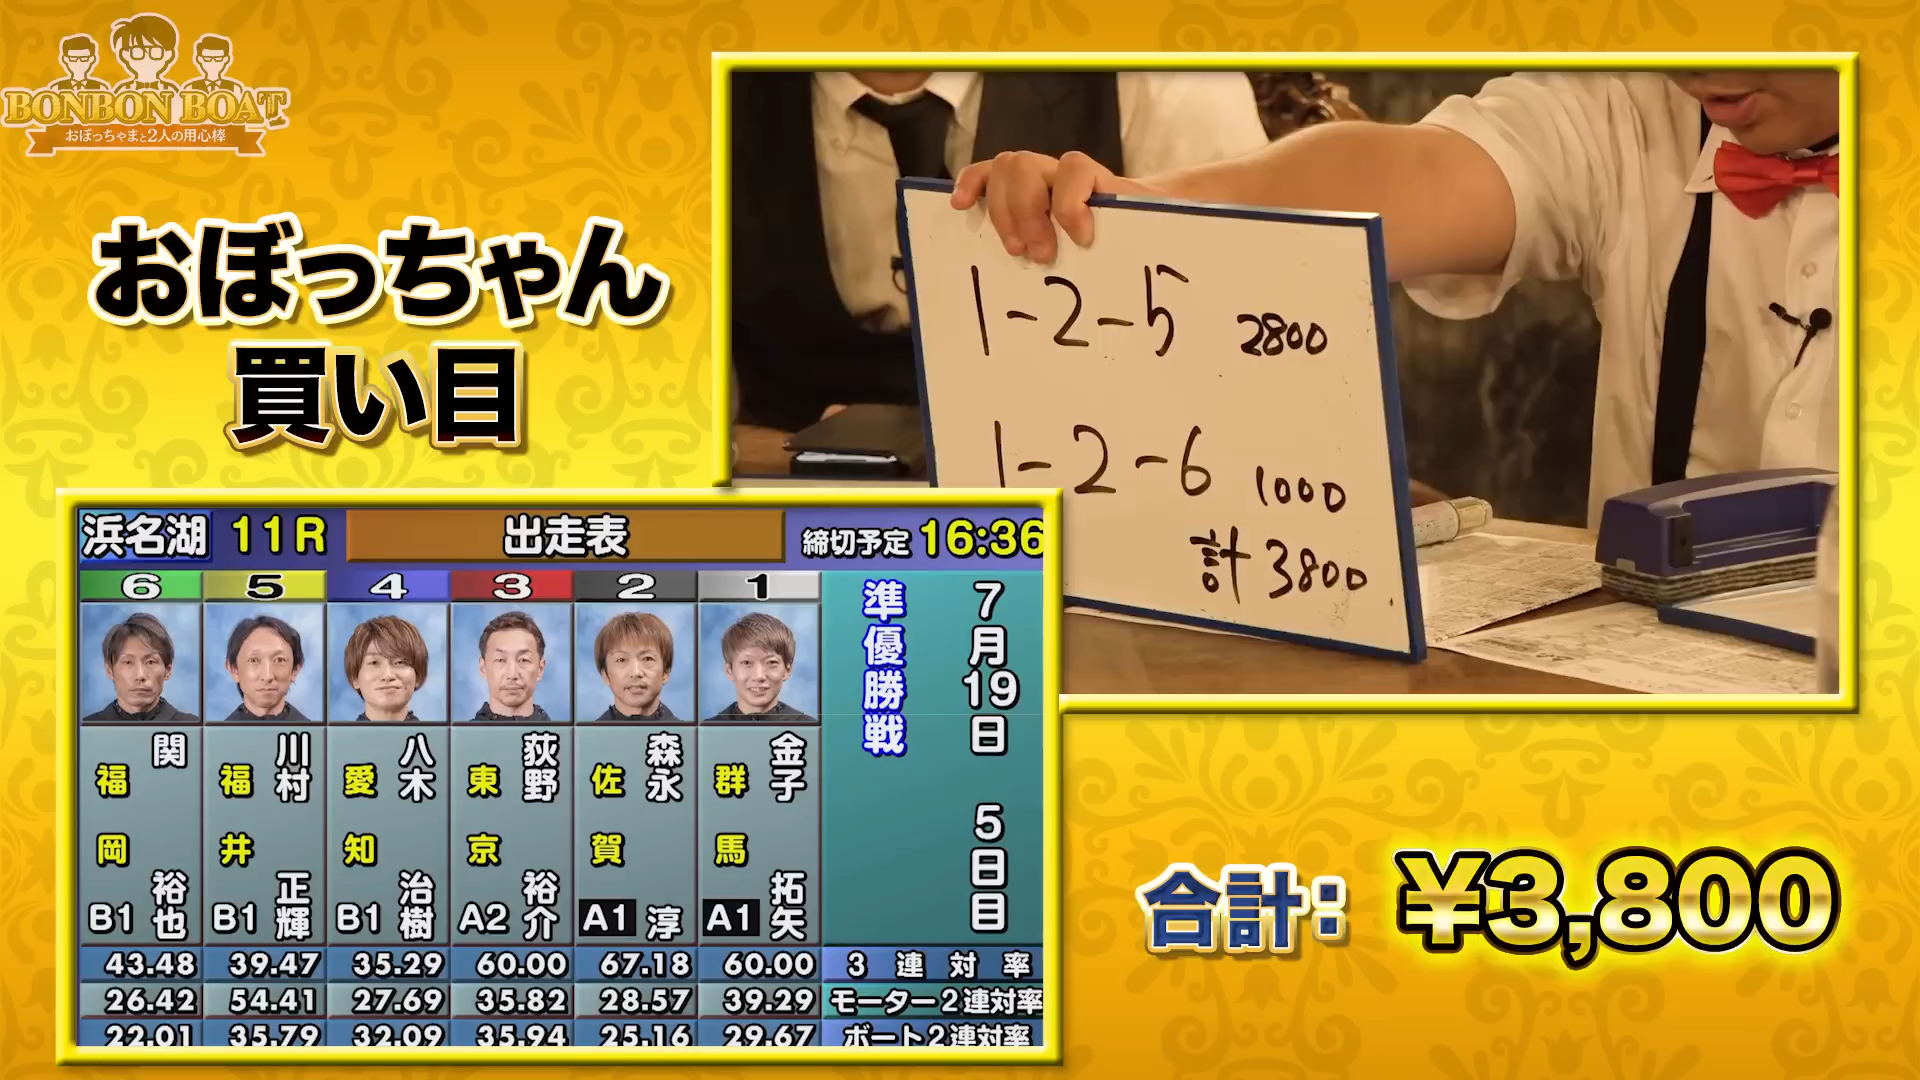 BONBON BOAT
おぼっちゃまと2人の用心棒
おぼっちゃん
買い目
1-2-5 2800
1-2-6 1000
計3800
浜名湖 11R 出走表 締切予定 16:36
6 5 4 3 2 1
準優勝戦
7月19日 5日目
関 裕也 福岡 B1
川村 正輝 福井 B1
八木 治樹 愛知 B1
荻野 裕介 東京 A2
森永 淳 佐賀 A1
金子 拓矢 群馬 A1
43.48 39.47 35.29 60.00 67.18 60.00 3連対率
26.42 54.41 27.69 35.82 28.57 39.29 モーター2連対率
22.01 35.79 32.09 35.94 25.16 29.67 ボート2連対率
合計: ¥3,800